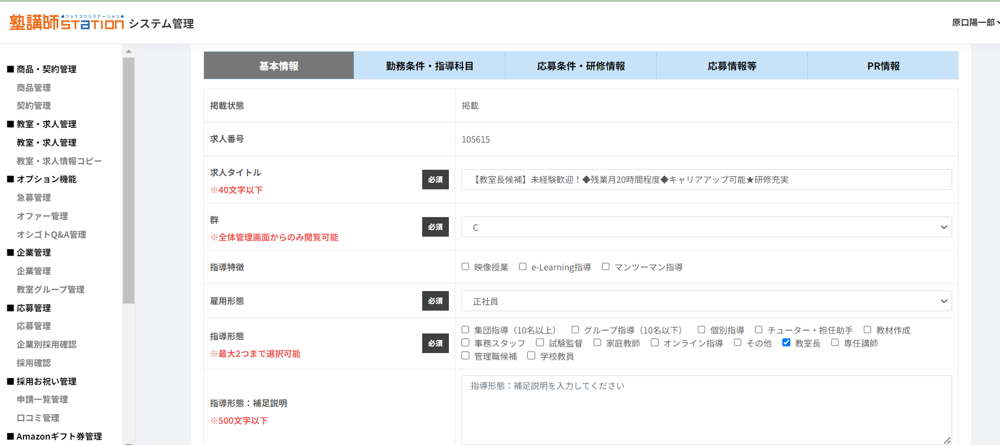 塾講師
◆ジュクコウシステーション◆
STaTION
システム管理
原口陽一郎
■ 商品・契約管理
商品管理
契約管理
■ 教室・求人管理
教室・求人管理
教室・求人情報コピー
■ オプション機能
急募管理
オファー管理
オシゴトQ&A管理
■ 企業管理
企業管理
教室グループ管理
■ 応募管理
応募管理
企業別採用確認
採用確認
■ 採用お祝い管理
申請一覧管理
口コミ管理
■ Amazonギフト券管理
基本情報
勤務条件・指導科目
応募条件・研修情報
応募情報等
PR情報
掲載状態
掲載
求人番号
105615
求人タイトル
※40文字以下
必須
【教室長候補】未経験歓迎！◆残業月20時間程度◆キャリアアップ可能★研修充実
群
※全体管理画面からのみ閲覧可能
必須
C
指導特徴
映像授業 e-Learning指導 マンツーマン指導
雇用形態
必須
正社員
指導形態
※最大2つまで選択可能
必須
集団指導（10名以上） グループ指導（10名以下） 個別指導 チューター・担任助手 教材作成
事務スタッフ 試験監督 家庭教師 オンライン指導 その他 教室長 専任講師
管理職候補 学校教員
指導形態：補足説明
※500文字以下
指導形態：補足説明を入力してください